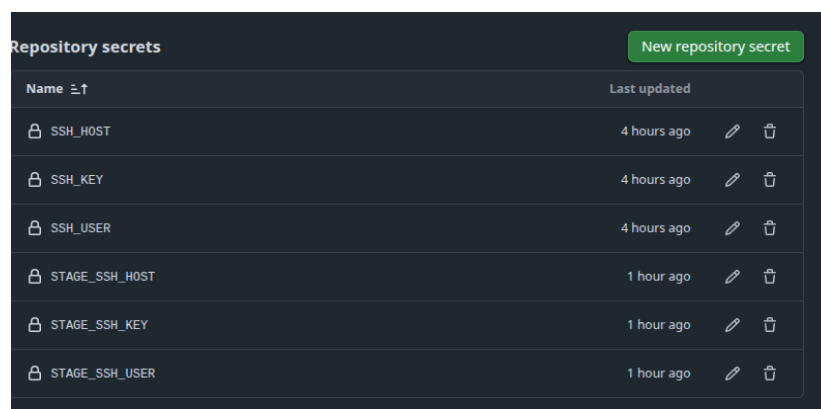 Repository secrets New repository secret
Name Last updated
SSH_HOST 4 hours ago
SSH_KEY 4 hours ago
SSH_USER 4 hours ago
STAGE_SSH_HOST 1 hour ago
STAGE_SSH_KEY 1 hour ago
STAGE_SSH_USER 1 hour ago